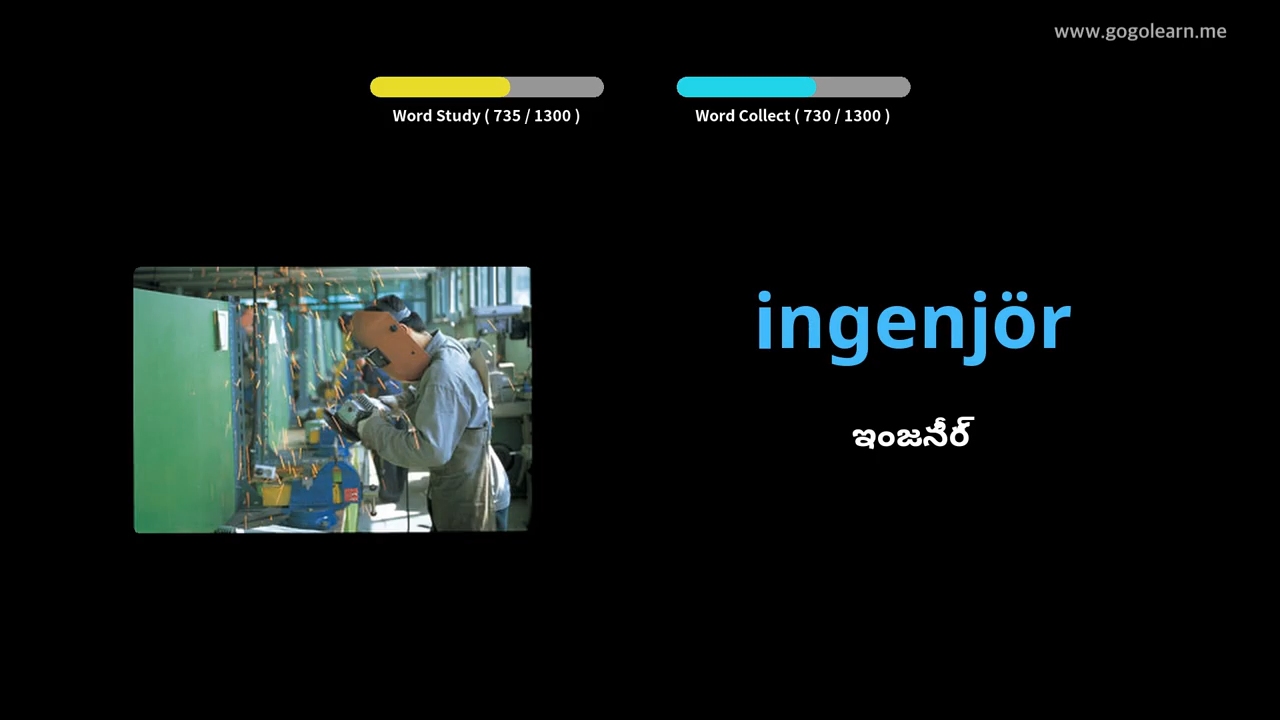 www.gogolearn.me
Word Study ( 735 / 1300 )
Word Collect ( 730 / 1300 )
ingenjör
ఇంజనీర్